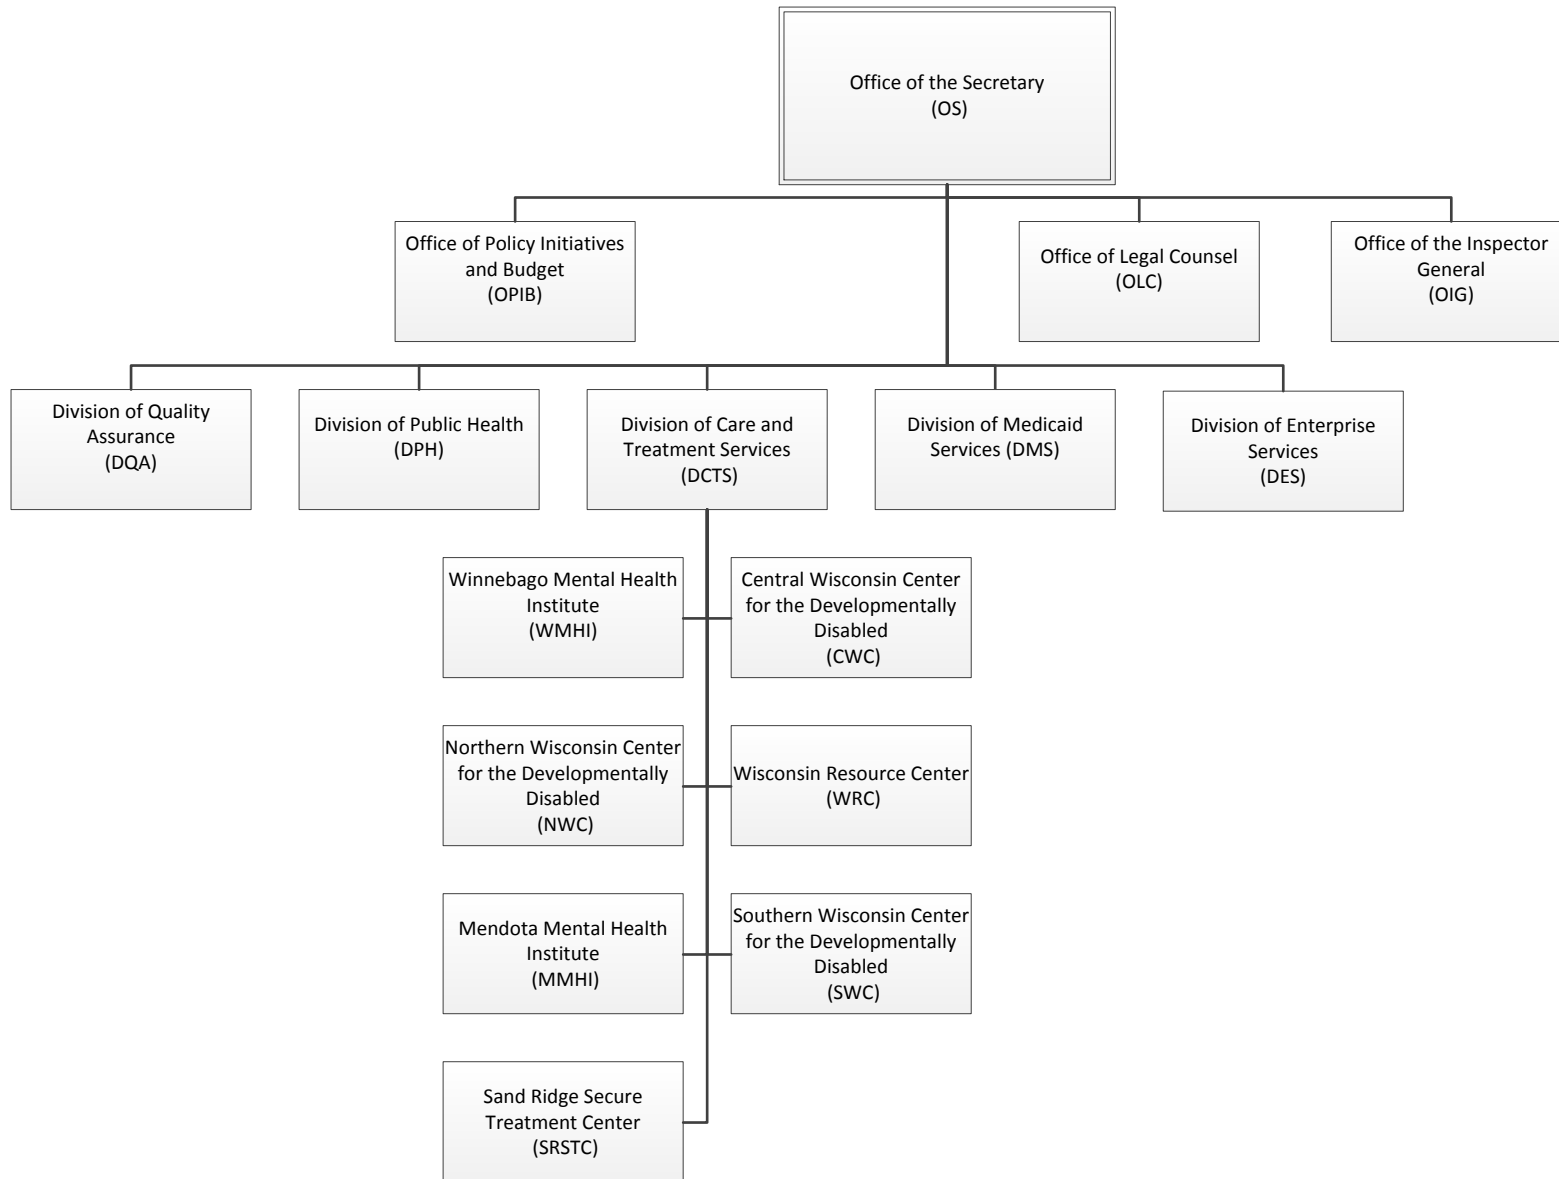 Office of the Secretary
(OS)
Office of Policy Initiatives
and Budget
(OPIB)
Office of Legal Counsel
(OLC)
Office of the Inspector
General
(OIG)
Division of Quality
Assurance
(DQA)
Division of Public Health
(DPH)
Division of Care and
Treatment Services
(DCTS)
Division of Medicaid
Services (DMS)
Division of Enterprise
Services
(DES)
Winnebago Mental Health
Institute
(WMHI)
Central Wisconsin Center
for the Developmentally
Disabled
(CWC)
Northern Wisconsin Center
for the Developmentally
Disabled
(NWC)
Wisconsin Resource Center
(WRC)
Mendota Mental Health
Institute
(MMHI)
Southern Wisconsin Center
for the Developmentally
Disabled
(SWC)
Sand Ridge Secure
Treatment Center
(SRSTC)